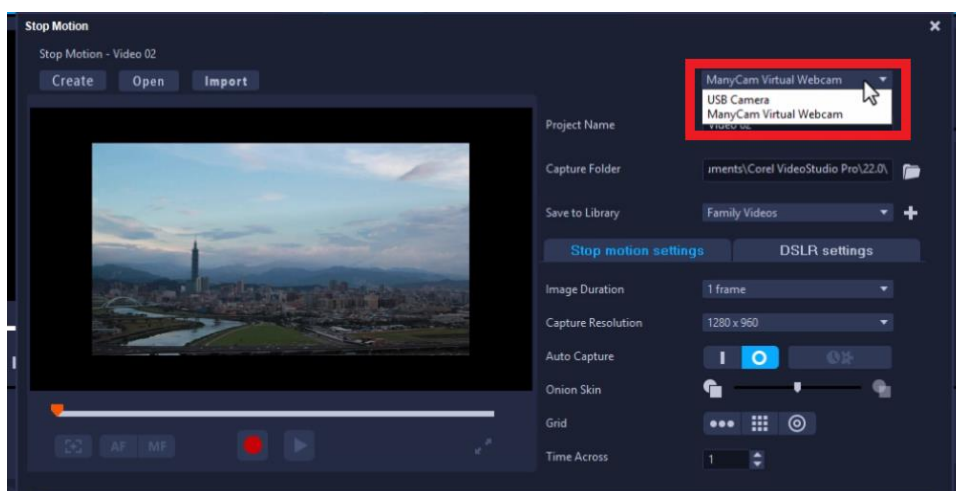 Stop Motion
Stop Motion - Video 02
Create Open Import
ManyCam Virtual Webcam
USB Camera
ManyCam Virtual Webcam
Project Name Video 02
Capture Folder uments\Corel VideoStudio Pro\22.0\
Save to Library Family Videos
Stop motion settings DSLR settings
Image Duration 1 frame
Capture Resolution 1280 x 960
Auto Capture
Onion Skin
Grid
AF MF
Time Across 1